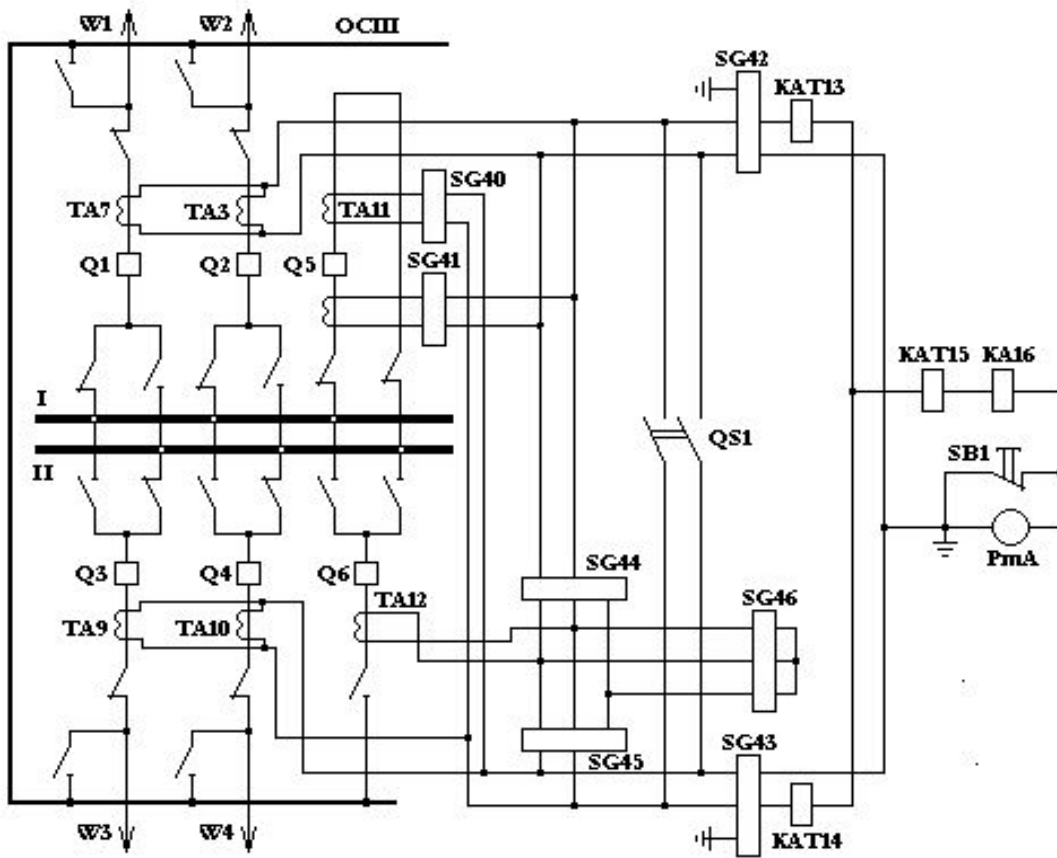 W1 W2 ОСШ
SG42
KAT13
SG40
TA7 TA3 TA11
Q1 Q2 Q5 SG41
KAT15 KA16
I
QS1
II
SB1
PmA
Q3 Q4 Q6 SG44
TA12 SG46
TA9 TA10
SG43
SG45
W3 W4
KAT14